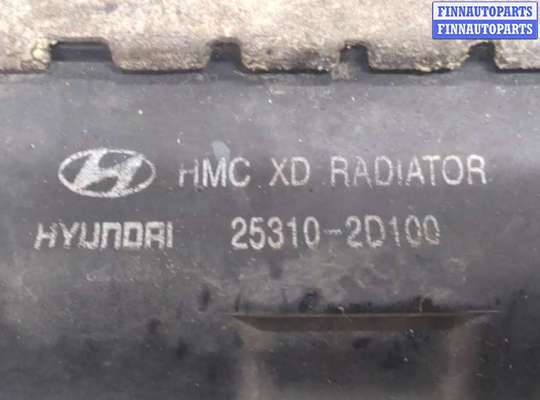 FINNAUTOPARTS
FINNAUTOPARTS
HMC XD RADIATOR
HYUNDAI 25310-2D100